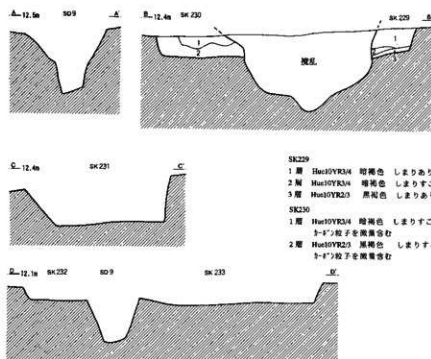 A 12.5m SD9 A'
B 12.4m SK230 SK229 B'
1
2
攪乱
1
2
3
C 12.4m SK231 C'
D 12.1m SK232 SD9 SK233 D'
SK229
1層 Hue10YR3/4 暗褐色 しまりあり
2層 Hue10YR3/4 暗褐色 しまりすこ
3層 Hue10YR2/3 黒褐色 しまりあり
SK230
1層 Hue10YR3/4 暗褐色 しまりすこ
カーボン粒子を微量含む
2層 Hue10YR2/3 黒褐色 しまりすこ
カーボン粒子を微量含む